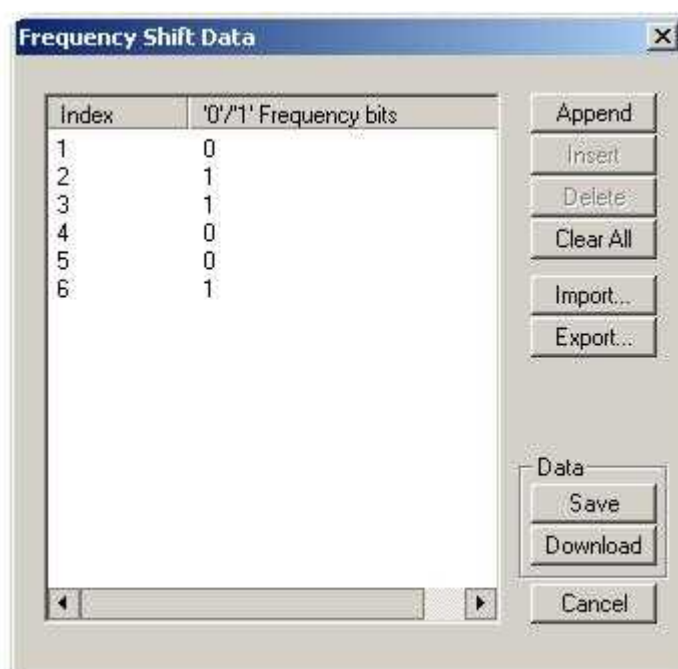 Frequency Shift Data
Index '0'/'1' Frequency bits
1 0
2 1
3 1
4 0
5 0
6 1
Append
Insert
Delete
Clear All
Import...
Export...
Data
Save
Download
Cancel